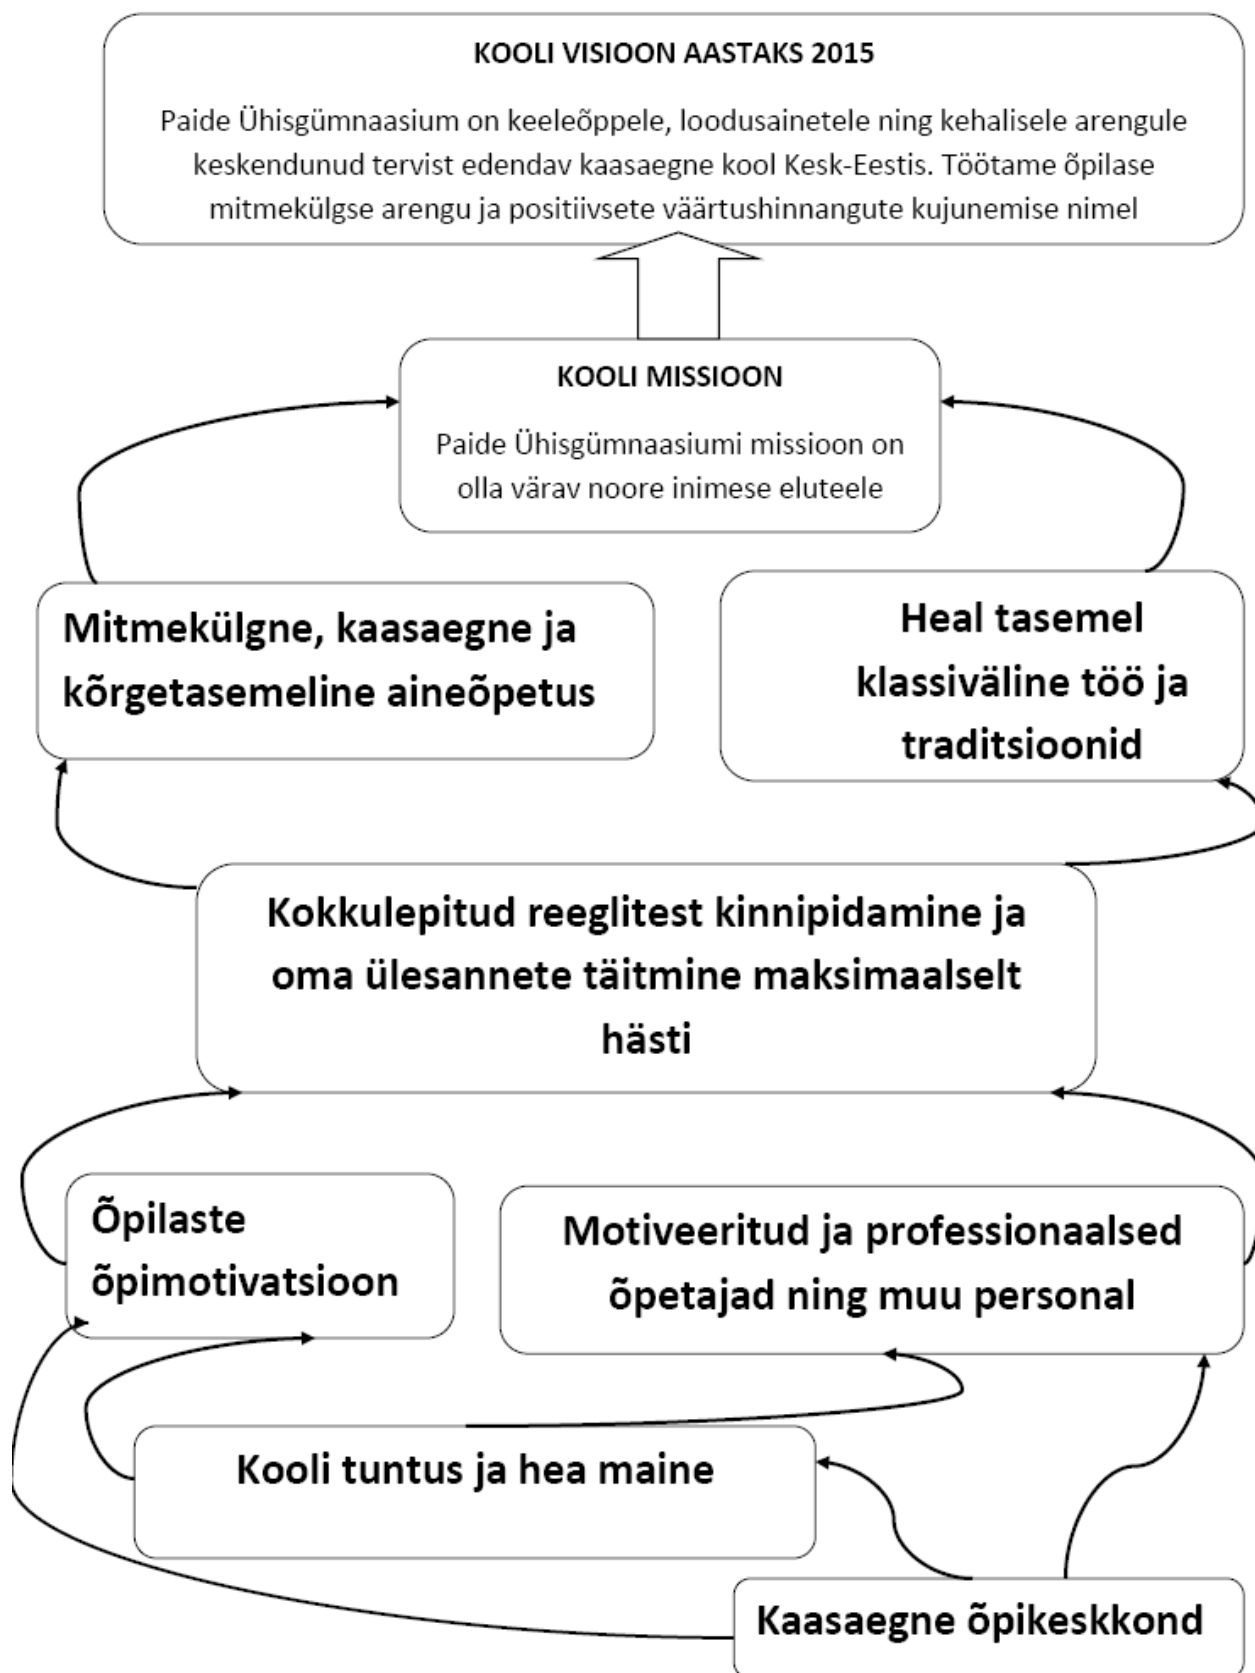 KOOLI VISIOON AASTAKS 2015
Paide Ühisgümnaasium on keeleõppele, loodusainetele ning kehalisele arengule
keskendunud tervist edendav kaasaegne kool Kesk-Eestis. Töötame õpilase
mitmekülgse arengu ja positiivsete väärtushinnangute kujunemise nimel
KOOLI MISSIOON
Paide Ühisgümnaasiumi missioon on
olla värav noore inimese eluteele
Mitmekülgne, kaasaegne ja
kõrgetasemeline aineõpetus
Heal tasemel
klassiväline töö ja
traditsioonid
Kokkulepitud reeglitest kinnipidamine ja
oma ülesannete täitmine maksimaalselt
hästi
Õpilaste
õpimotivatsioon
Motiveeritud ja professionaalsed
õpetajad ning muu personal
Kooli tuntus ja hea maine
Kaasaegne õpikeskkond